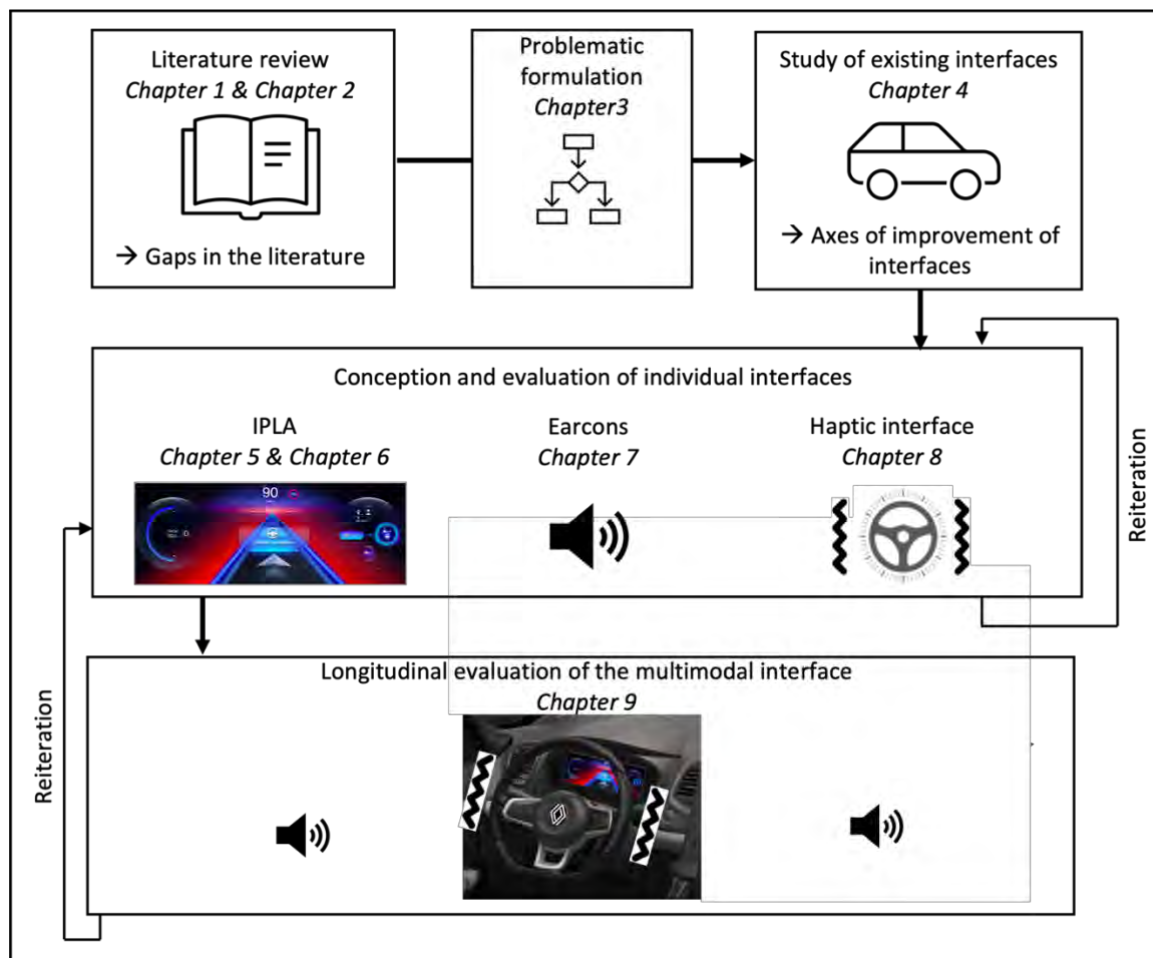 Literature review
Chapter 1 & Chapter 2
→ Gaps in the literature
Problematic
formulation
Chapter3
Study of existing interfaces
Chapter 4
→ Axes of improvement of
interfaces
Conception and evaluation of individual interfaces
IPLA
Chapter 5 & Chapter 6
90
Earcons
Chapter 7
Haptic interface
Chapter 8
Reiteration
Longitudinal evaluation of the multimodal interface
Chapter 9
Reiteration